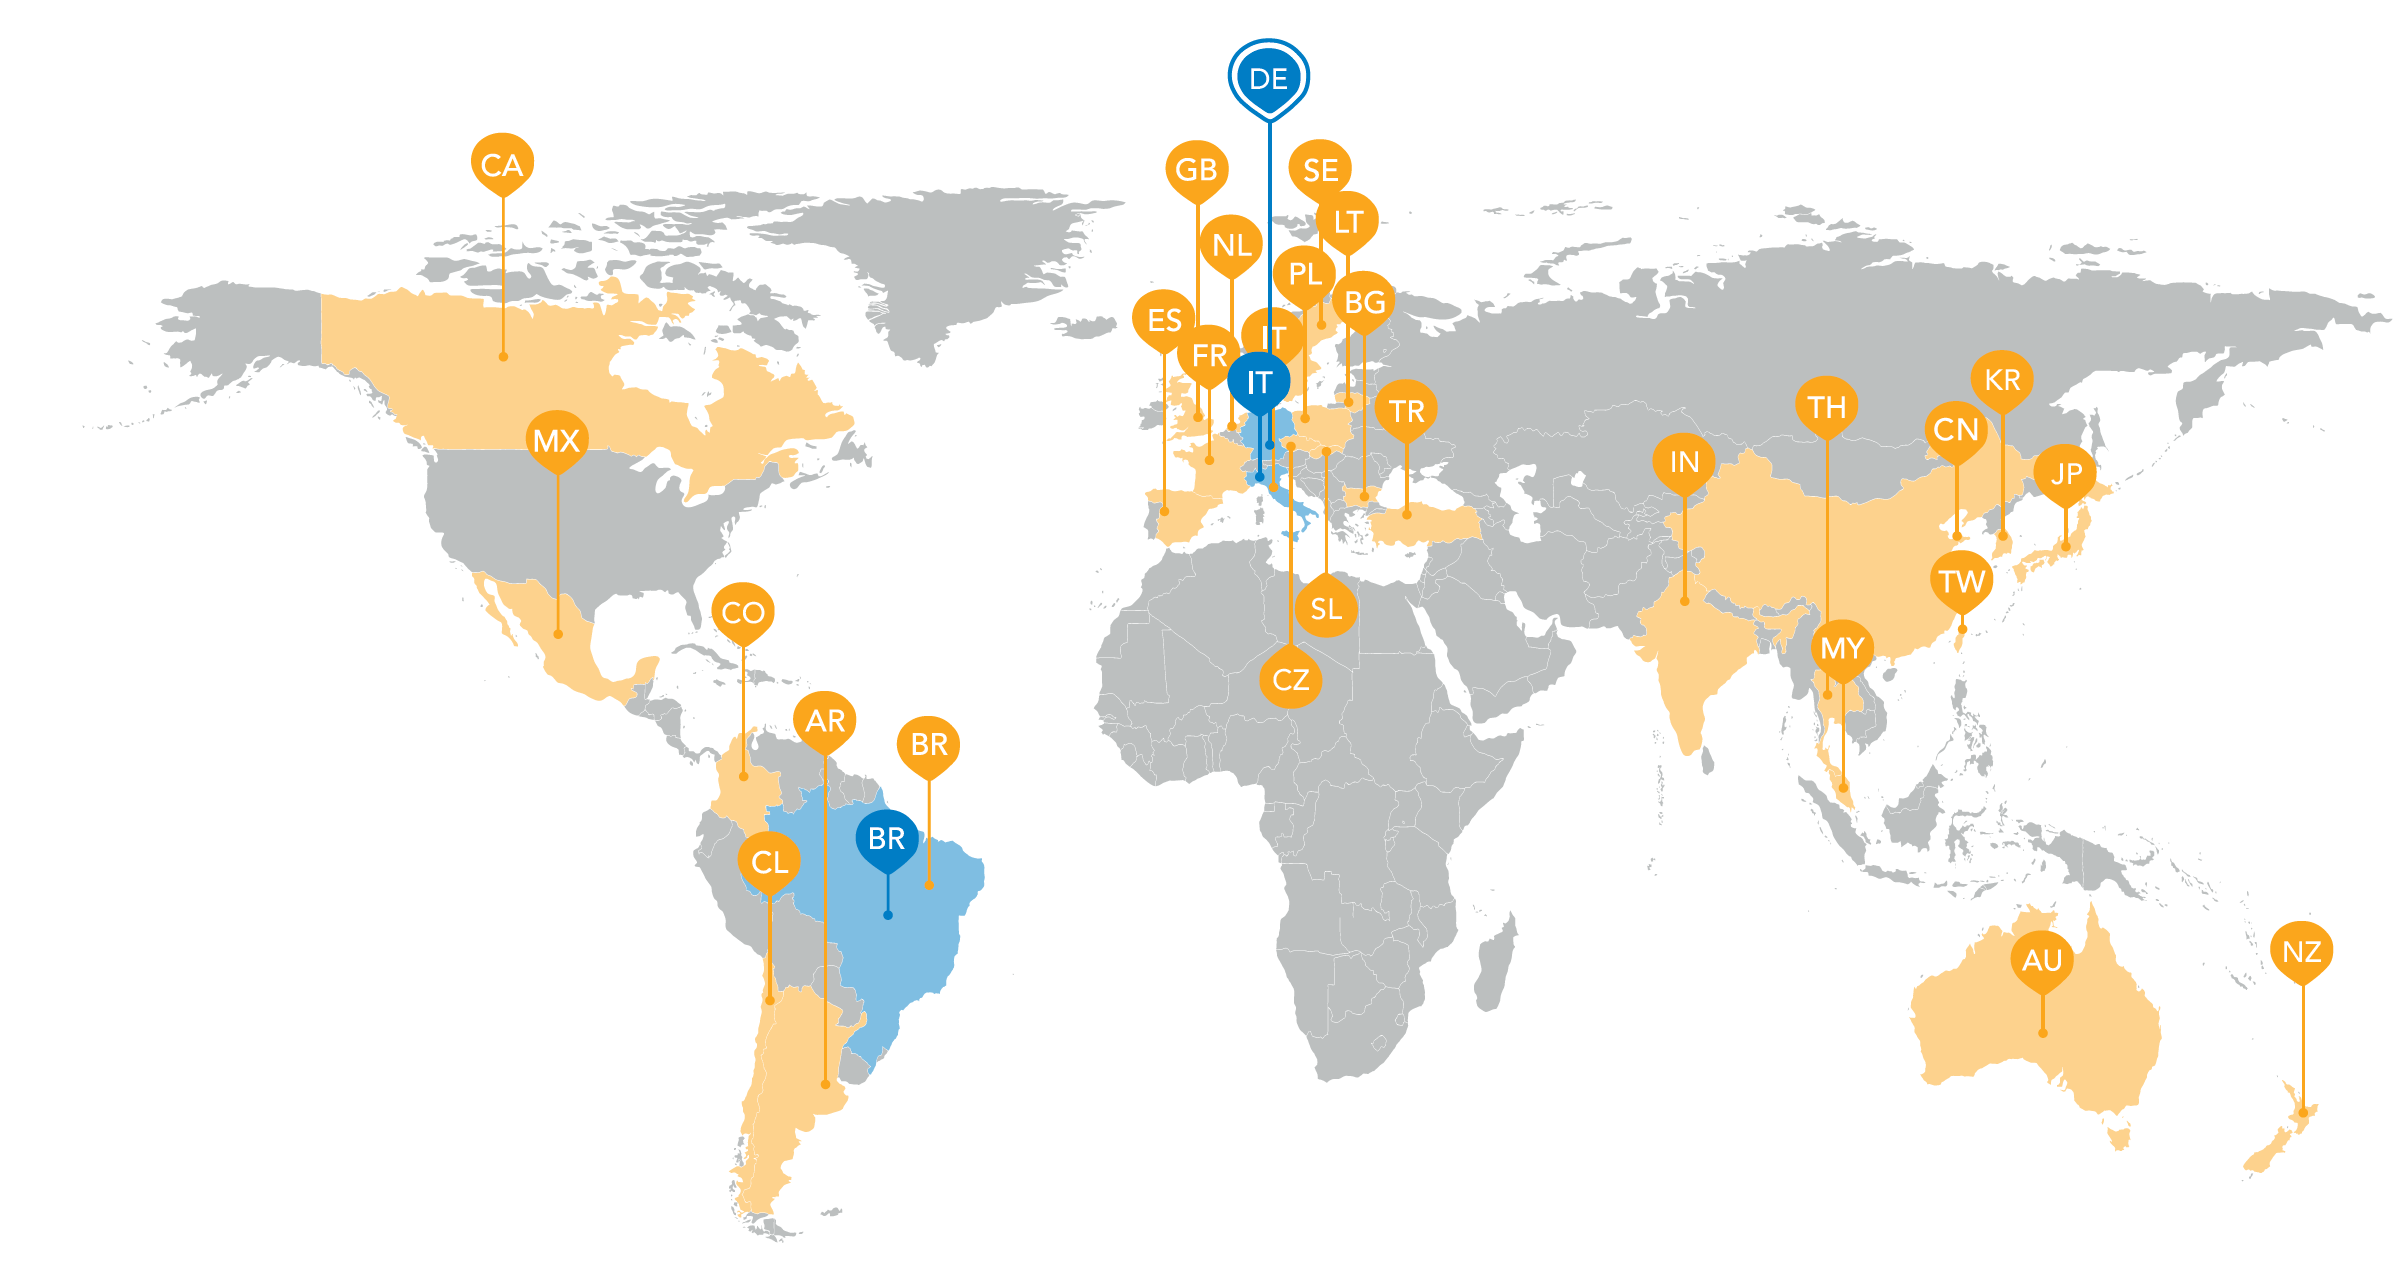 DE
CA
GB
SE
LT
NL
PL
BG
ES
IT
FR
IT
TR
KR
TH
CN
MX
IN
JP
TW
CO
SL
MY
CZ
AR
BR
BR
CL
NZ
AU